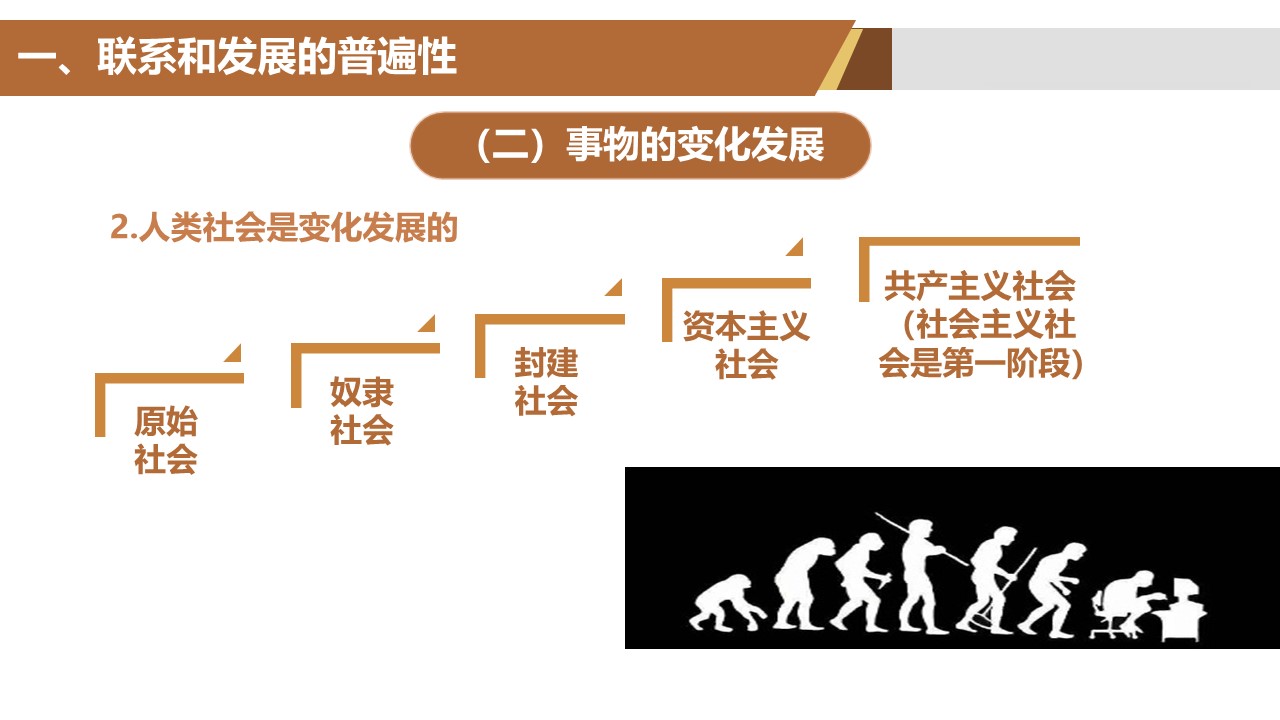 一、联系和发展的普遍性
（二）事物的变化发展
2.人类社会是变化发展的
原始
社会
奴隶
社会
封建
社会
资本主义
社会
共产主义社会
（社会主义社
会是第一阶段）